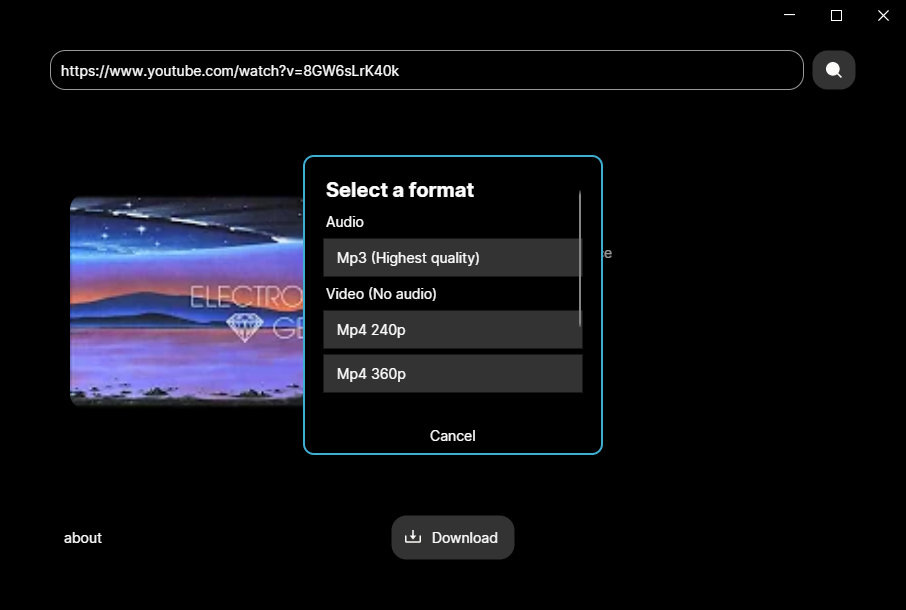 https://www.youtube.com/watch?v=8GW6sLrK40k
Select a format
Audio
Mp3 (Highest quality)
Video (No audio)
Mp4 240p
Mp4 360p
Cancel
ELECTRO
GE
ce
about
Download